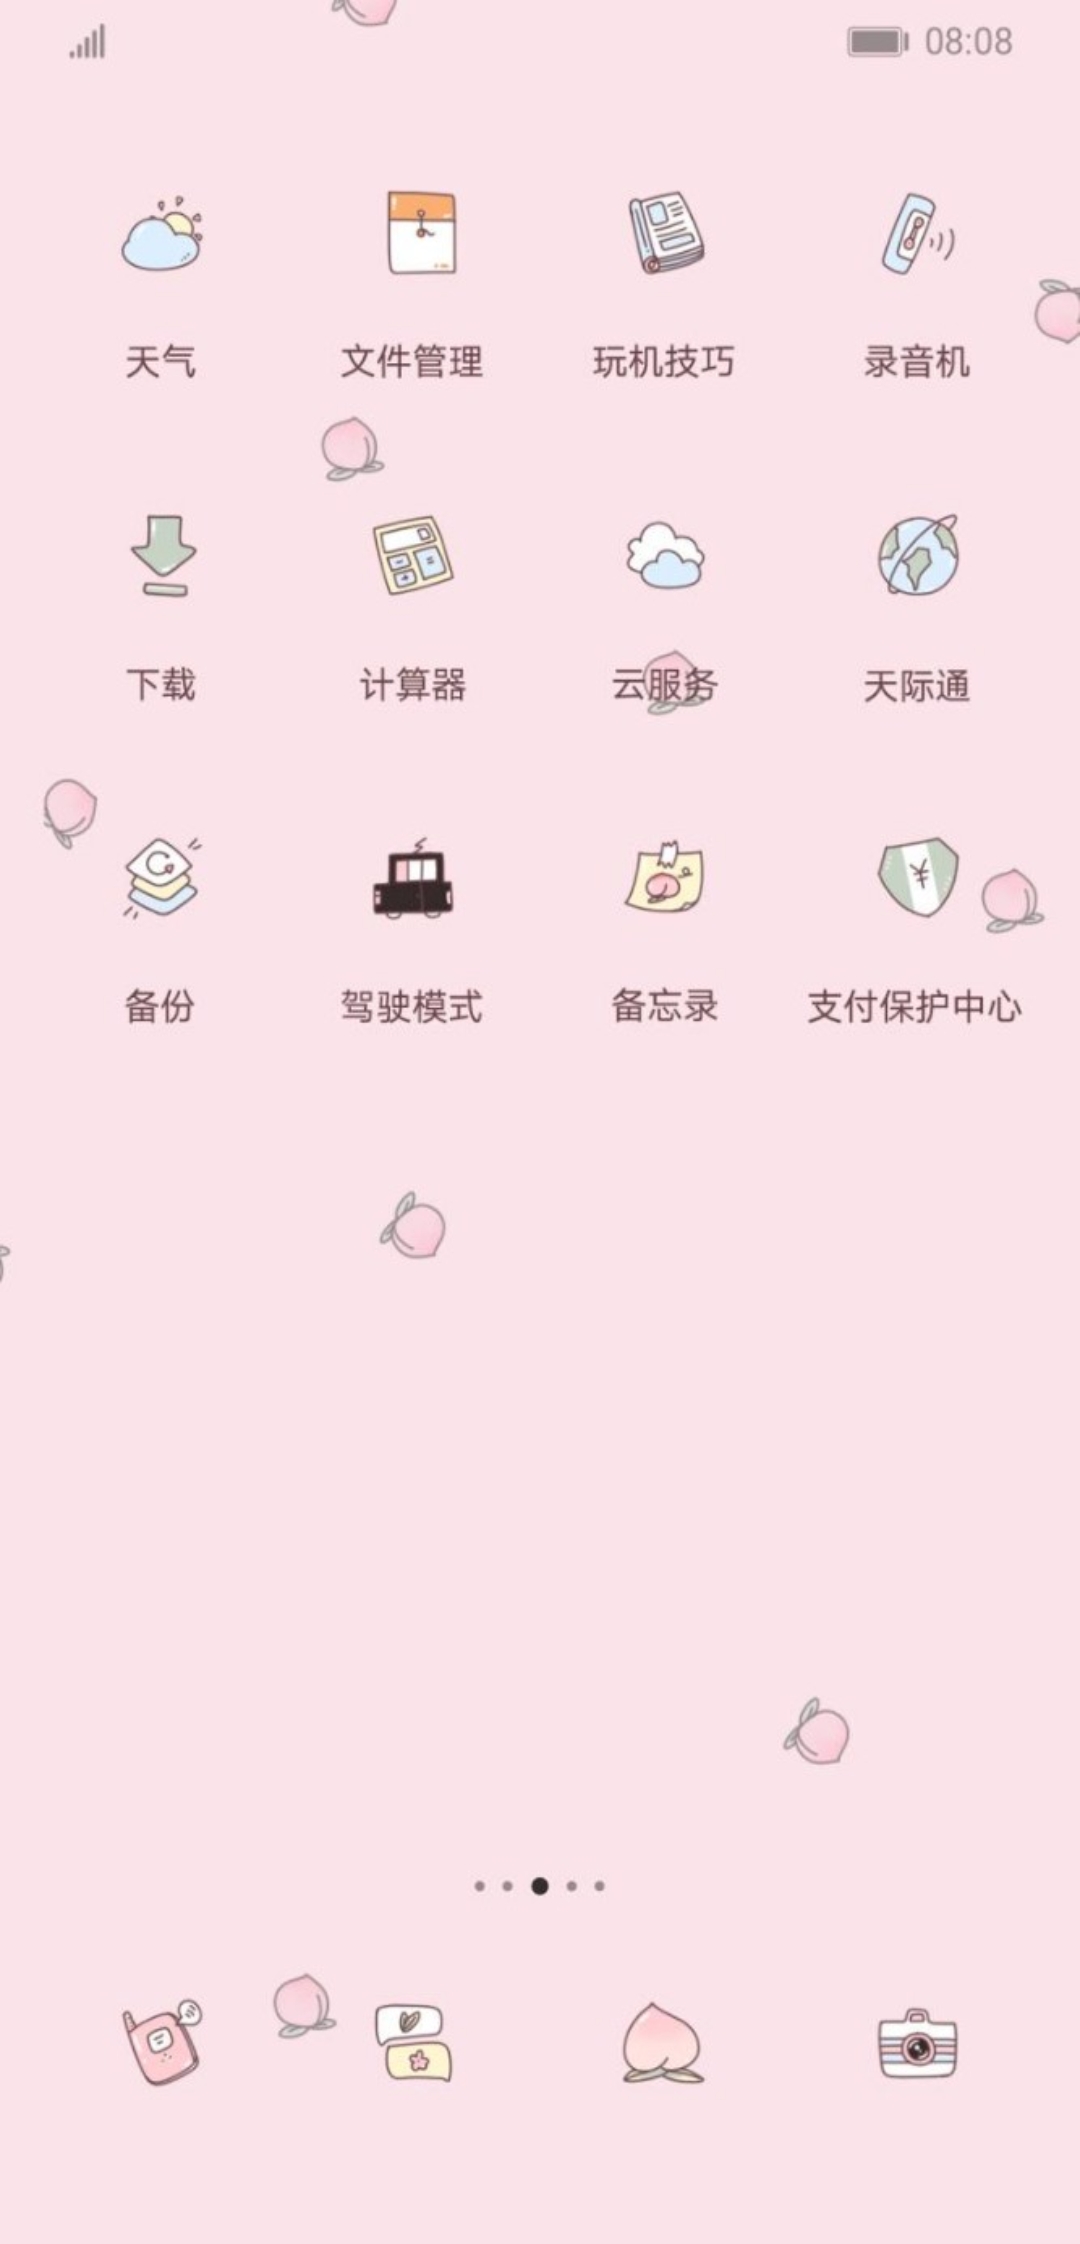 08:08
天气
文件管理
玩机技巧
录音机
下载
计算器
云服务
天际通
备份
驾驶模式
备忘录
支付保护中心